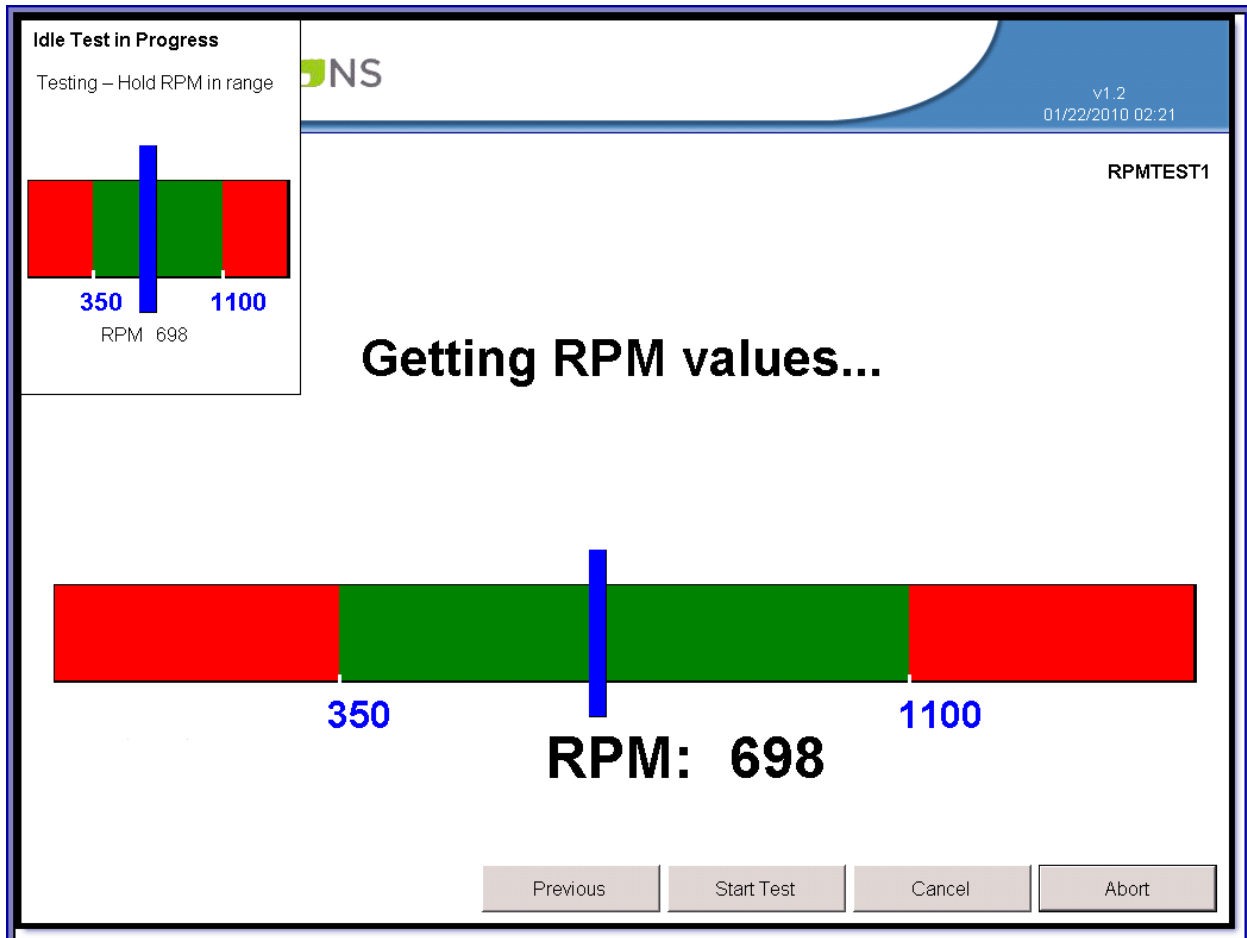 Idle Test in Progress
Testing – Hold RPM in range
NS
v1.2
01/22/2010 02:21
RPMTEST1
350 1100
RPM 698
Getting RPM values...
350 1100
RPM: 698
Previous Start Test Cancel Abort